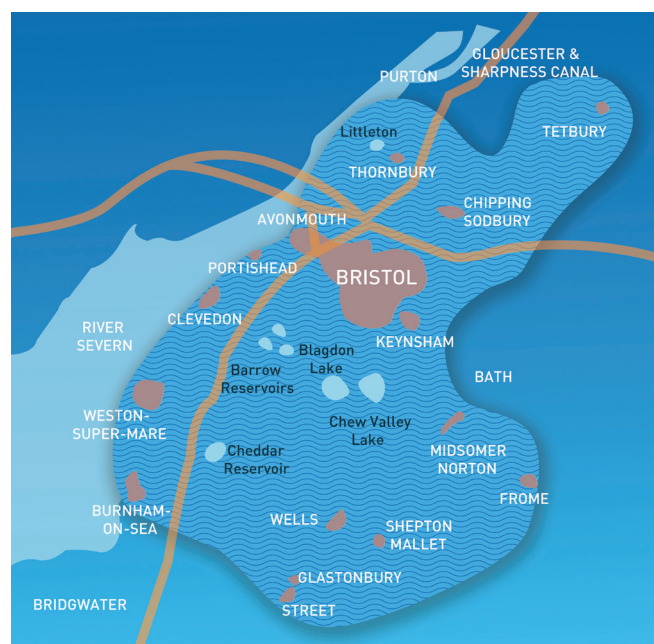 GLOUCESTER &
SHARPNESS CANAL
PURTON
TETBURY
Littleton
THORNBURY
CHIPPING
SODBURY
AVONMOUTH
PORTISHEAD
BRISTOL
CLEVEDON
RIVER
SEVERN
KEYNSHAM
Blagdon
Lake
Barrow
Reservoirs
BATH
WESTON-
SUPER-MARE
Chew Valley
Lake
MIDSOMER
NORTON
Cheddar
Reservoir
FROME
BURNHAM-
ON-SEA
WELLS
SHEPTON
MALLET
GLASTONBURY
STREET
BRIDGWATER